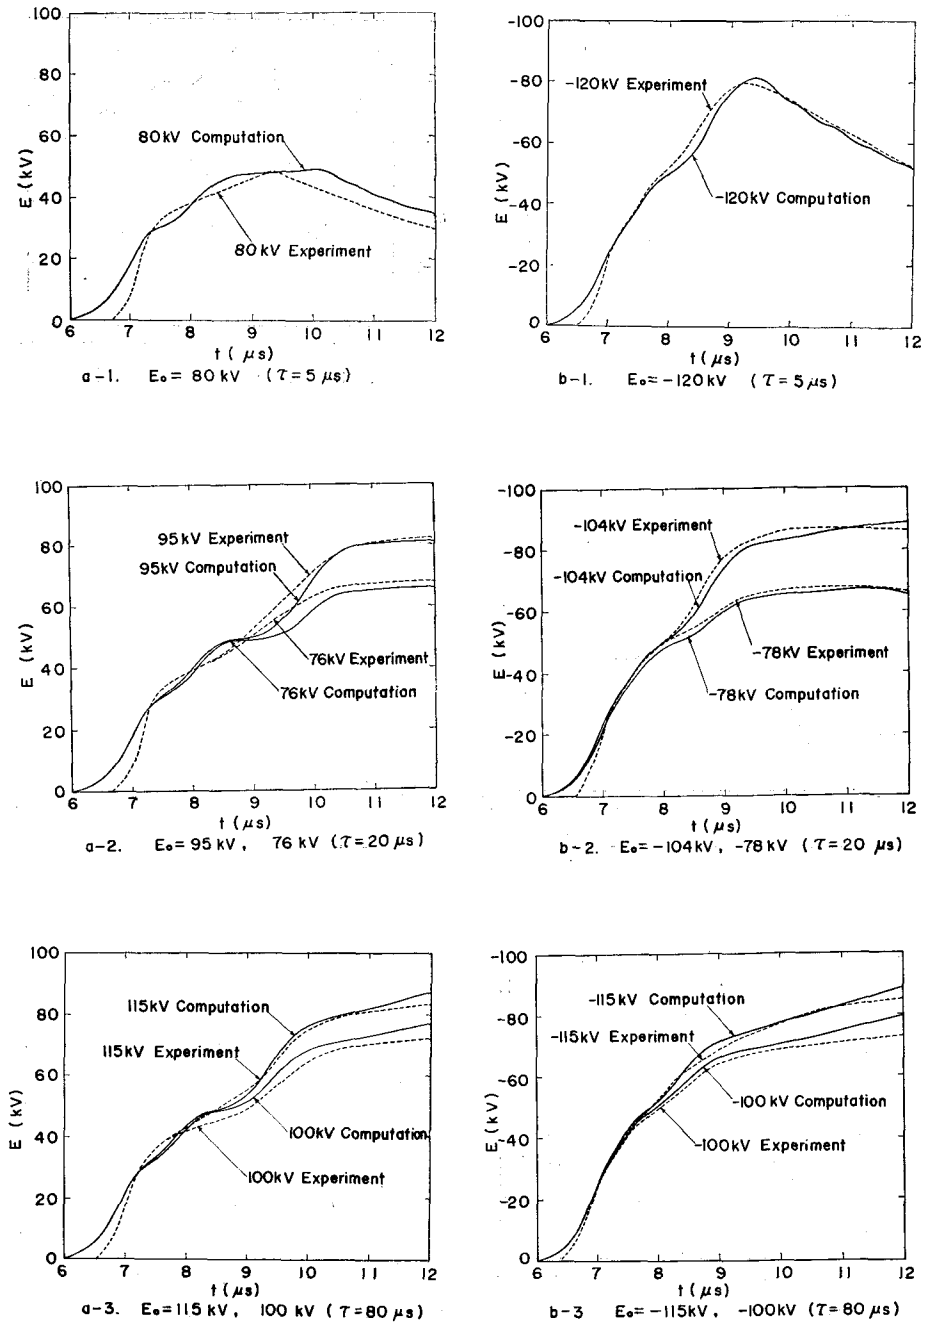 100
80
60
40
20
0
E (kV)
80kV Computation
80kV Experiment
6 7 8 9 10 11 12
t ( μs)
a-1. E₀= 80 kV (τ=5 μs)
-100
-80
-60
-40
-20
0
E (kV)
-120kV Experiment
-120kV Computation
6 7 8 9 10 11 12
t ( μs)
b-1. E₀=-120kV (τ=5 μs)
100
80
60
40
20
0
E (kV)
95kV Experiment
95kV Computation
76kV Experiment
76kV Computation
6 7 8 9 10 11 12
t ( μs)
a-2. E₀=95 kV, 76 kV (τ=20 μs)
-100
-80
-60
-40
-20
0
E (kV)
-104kV Experiment
-104kV Computation
-78kV Experiment
-78kV Computation
6 7 8 9 10 11 12
t (μs)
b-2. E₀=-104kV, -78 kV (τ=20 μs)
100
80
60
40
20
0
E (kV)
115kV Computation
115kV Experiment
100kV Computation
100kV Experiment
6 7 8 9 10 11 12
t(μs)
a-3. E₀=115 kV, 100 kV (τ=80 μs)
-100
-80
-60
-40
-20
0
E (kV)
-115kV Computation
-115kV Experiment
-100kV Computation
-100kV Experiment
6 7 8 9 10 11 12
t (μs)
b-3 E₀=-115kV, -100kV (τ=80 μs)